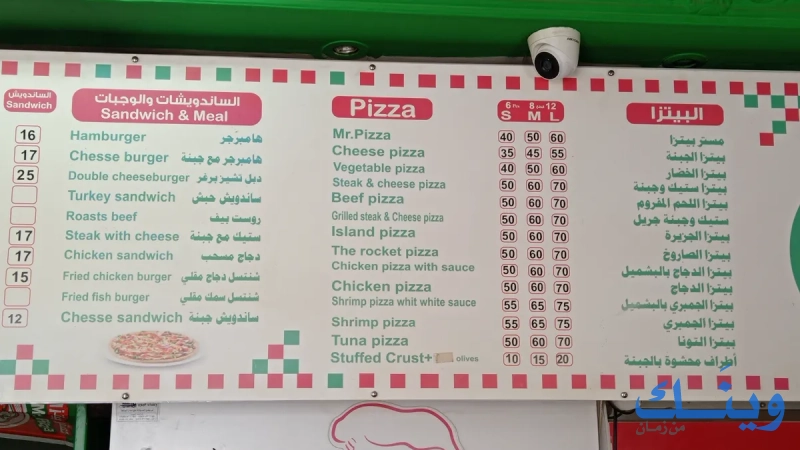 الساندويش
Sandwich
الساندويشات والوجبات
Sandwich & Meal
16 Hamburger هامبرجر
17 Chesse burger هامبرجر مع جبنة
25 Double cheeseburger دبل تشيز برغر
Turkey sandwich ساندويش حبش
Roasts beef روست بيف
17 Steak with cheese ستيك مع جبنة
17 Chicken sandwich دجاج مسحب
15 Fried chicken burger شنتسل دجاج مقلي
Fried fish burger شنتسل سمك مقلي
12 Chesse sandwich ساندويش جبنة
Pizza
6 8 12
S M L
البيتزا
Mr.Pizza 40 50 60 مستر بيتزا
Cheese pizza 35 45 55 بيتزا الجبنة
Vegetable pizza 40 50 60 بيتزا الخضار
Steak & cheese pizza 50 60 70 بيتزا ستيك وجبنة
Beef pizza 50 60 70 بيتزا اللحم المفروم
Grilled steak & Cheese pizza 50 60 70 ستيك وجبنة جريل
Island pizza 50 60 70 بيتزا الجزيرة
The rocket pizza 50 60 70 بيتزا الصاروخ
Chicken pizza with sauce 50 60 70 بيتزا الدجاج بالبشميل
Chicken pizza 50 60 70 بيتزا الدجاج
Shrimp pizza whit white sauce 55 65 75 بيتزا الجمبري بالبشميل
Shrimp pizza 55 65 75 بيتزا الجمبري
Tuna pizza 50 60 70 بيتزا التونا
Stuffed Crust+ olives 10 15 20 أطراف محشوة بالجبنة
وينك
من زمان